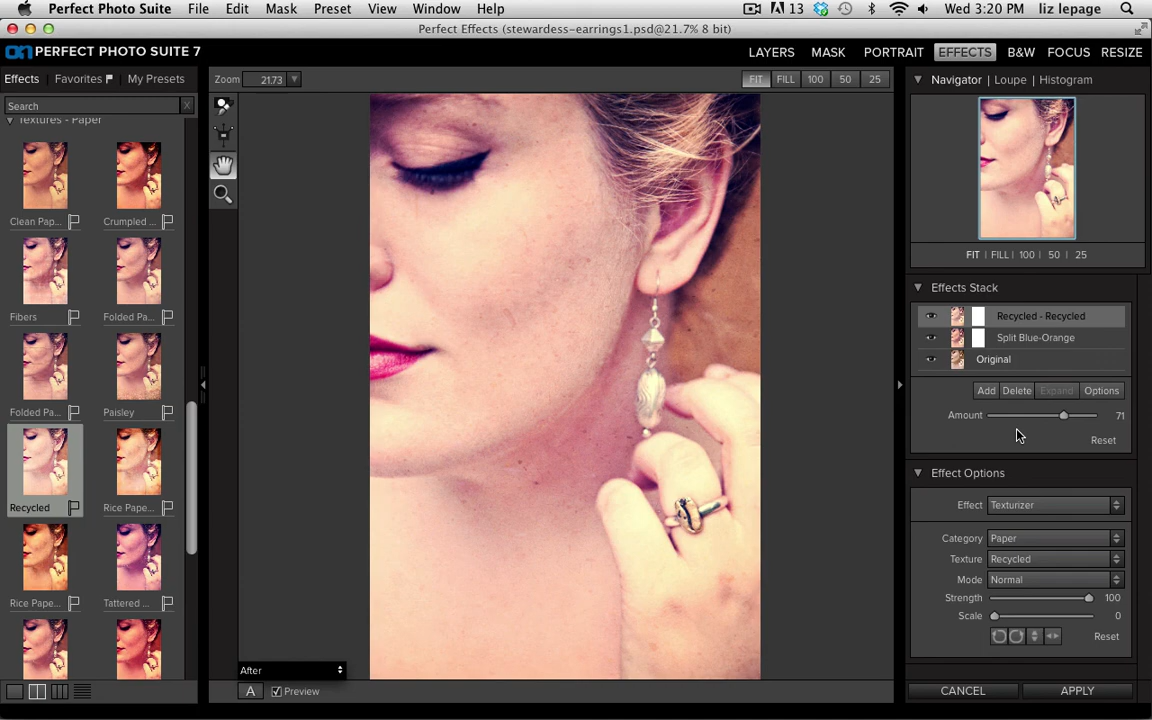 Perfect Photo Suite File Edit Mask Preset View Window Help 13 Wed 3:20 PM liz lepage
Perfect Effects (stewardess-earrings1.psd@21.7% 8 bit)
on PERFECT PHOTO SUITE 7 LAYERS MASK PORTRAIT EFFECTS B&W FOCUS RESIZE
Effects Favorites My Presets
Search X
Textures - Paper
Clean Pap... Crumpled ...
Fibers Folded Pa...
Folded Pa... Paisley
Recycled Rice Pape...
Rice Pape... Tattered ...
Zoom 21.73 FIT FILL 100 50 25
After
A Preview
Navigator | Loupe | Histogram
FIT | FILL | 100 | 50 | 25
Effects Stack
Recycled - Recycled
Split Blue-Orange
Original
Add Delete Expand Options
Amount 71
Reset
Effect Options
Effect Texturizer
Category Paper
Texture Recycled
Mode Normal
Strength 100
Scale 0
Reset
CANCEL APPLY